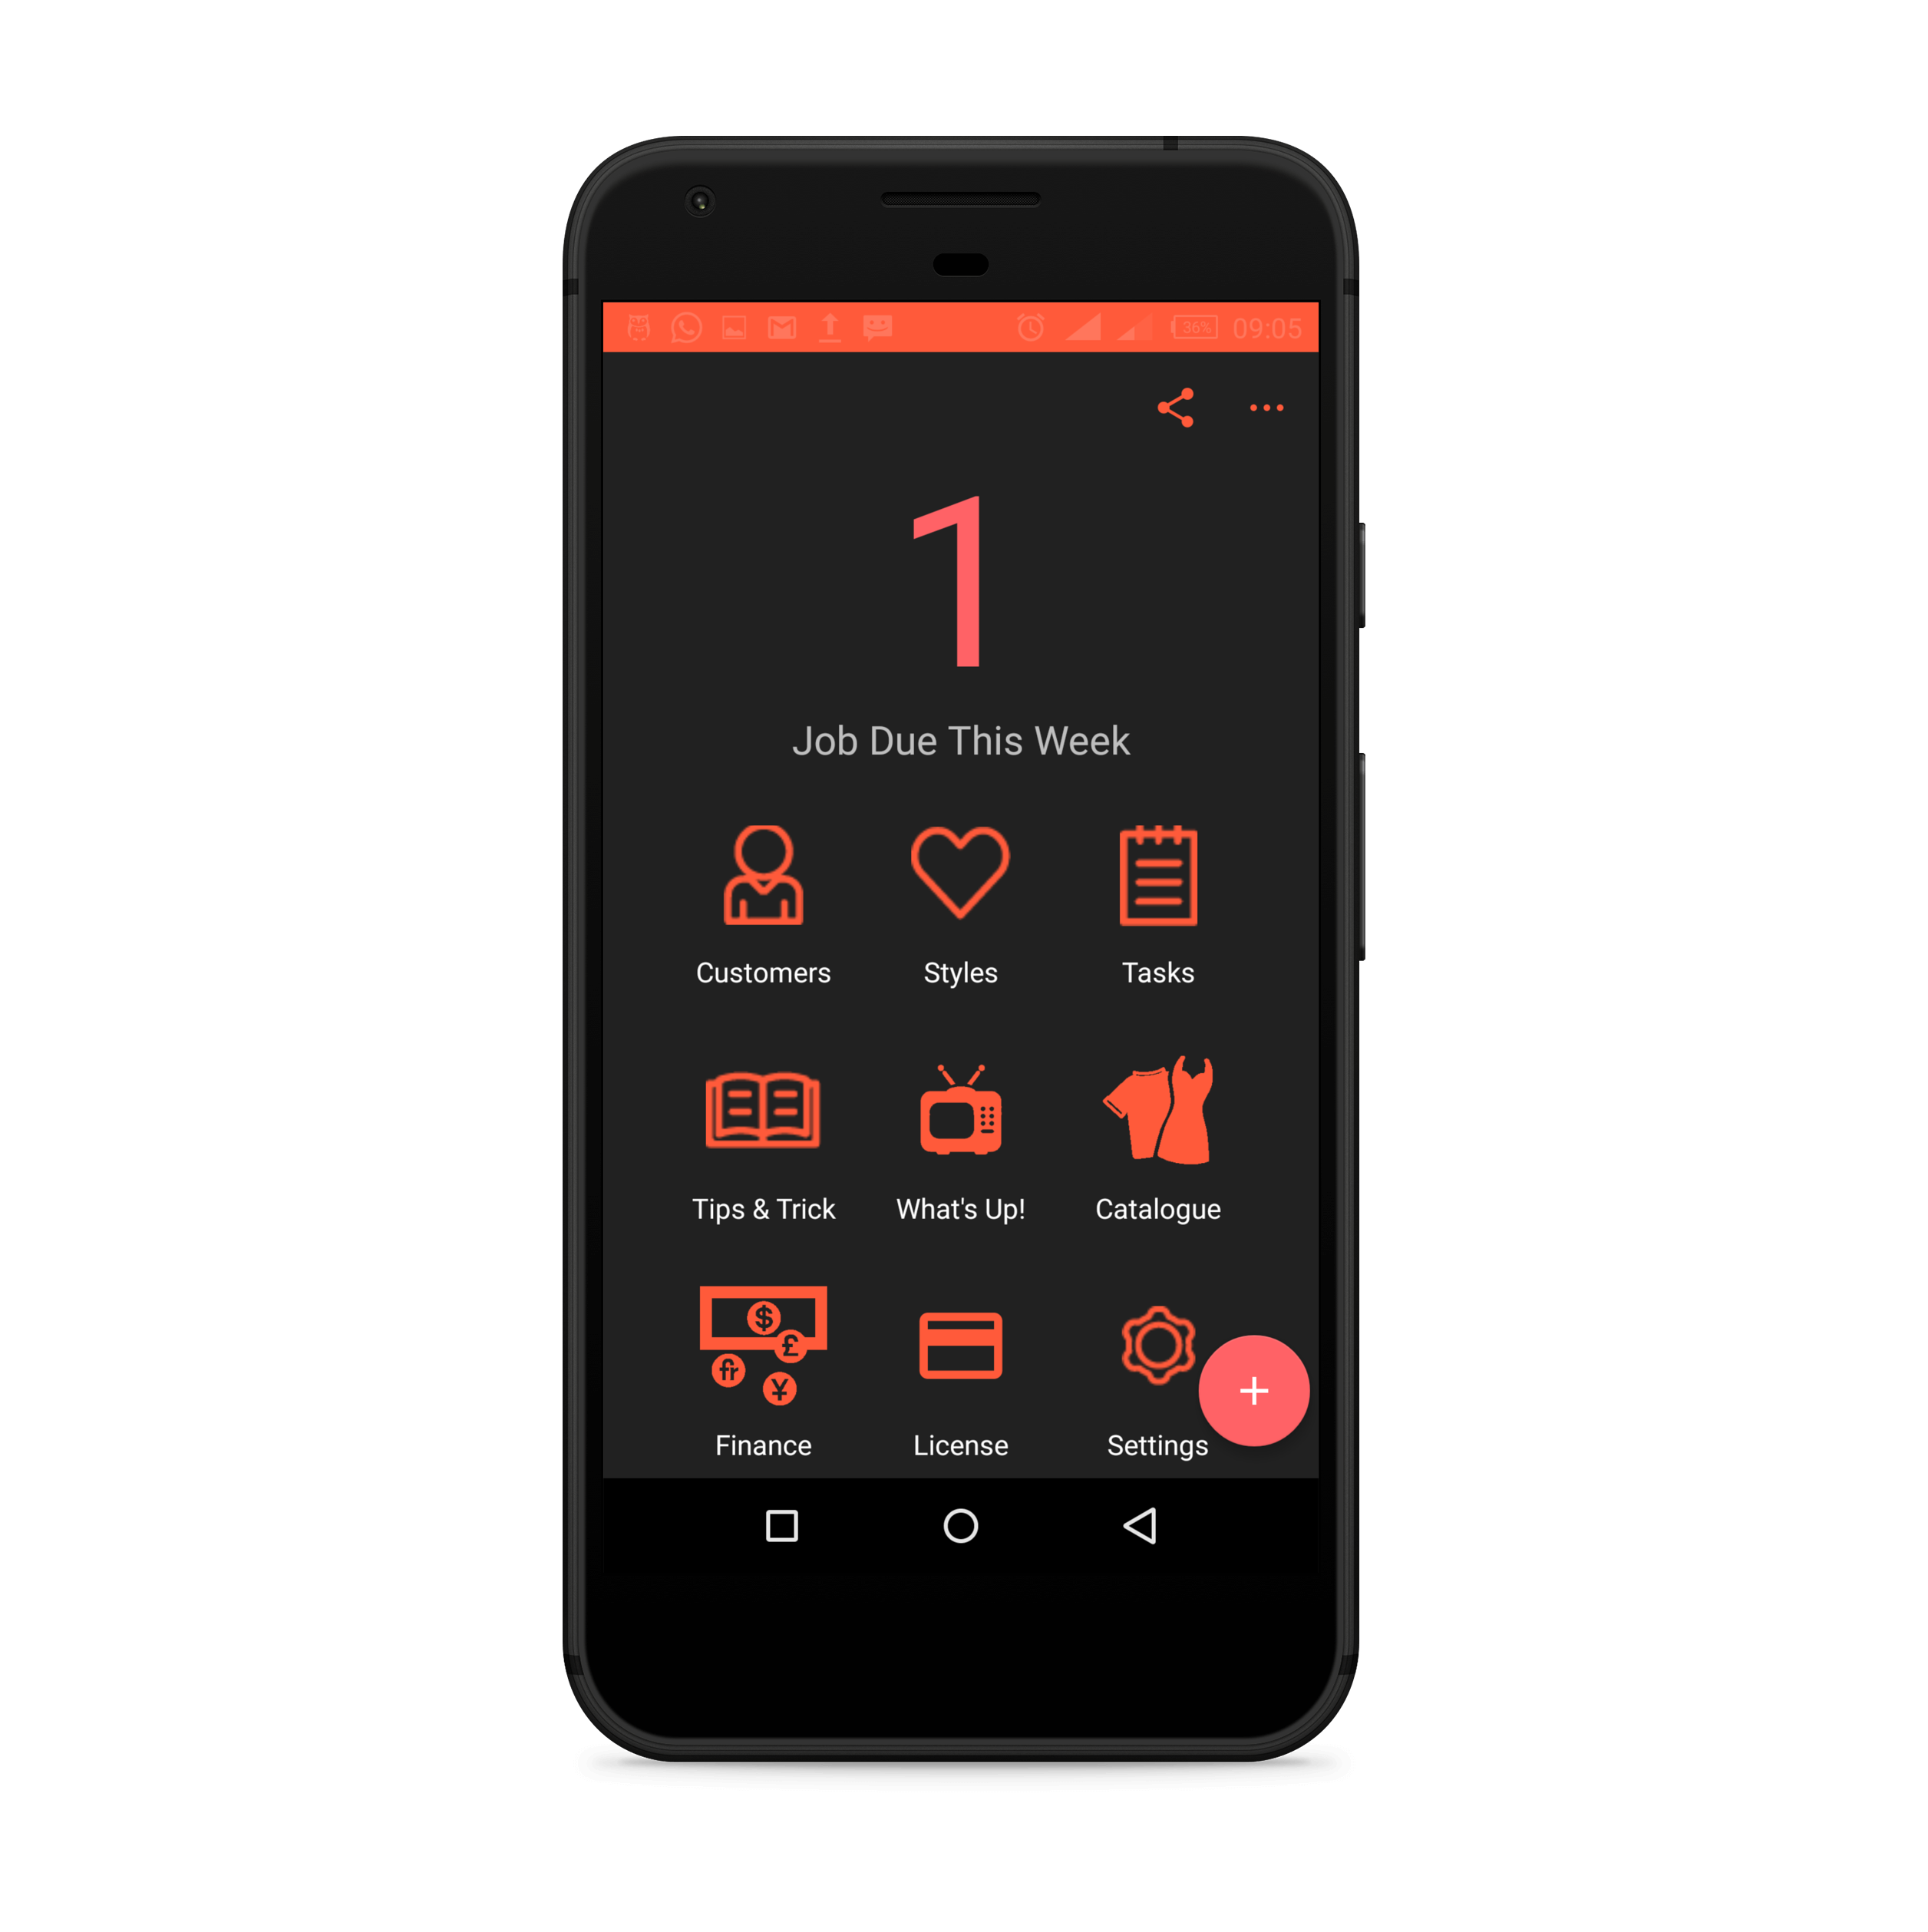 36% 09:05
1
Job Due This Week
Customers Styles Tasks
Tips & Trick What's Up! Catalogue
$
£
fr
¥
Finance License Settings